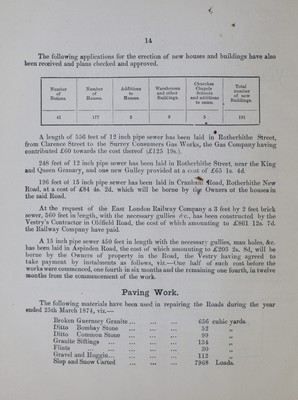 14
The following applications for the erection of new houses and buildings have also
been received and plans checked and approved.
Number of Notices. | Number of Houses. | Additions to Houses. | Warehouses and other Buildings. | Churches Chapels Schools and additions to same. | Total number of new Buildings.
41 | 177 | 3 | 9 | 3 | 191
A length of 556 feet of 12 inch pipe sewer has been laid in Rotherhithe Street,
from Clarence Street to the Surrey Consumers Gas Works, the Gas Company having
contributed £60 towards the cost thereof (£125 19s.).
248 feet of 12 inch sewer has been laid in Rotherhithe Street, near the King
and Queen Granary, and one new Gulley provided at a cost of £65 1s. 4d.
196 feet of 15 inch pipe sewer has been laid in Road, Rotherhithe New
Road, at a cost of £84 4s. 2d. which will be borne by the Owners of the houses in
the said Road.
At the request of the East London Railway Company a 3 feet by 2 feet brick
sewer, 560 feet in length, with the necessary gullies &c., has been constructed by the
Vestry's Contractor in Oldfield Road, the cost of which amounting to £861 12s. 7d.
the Railway Company have paid.
A 15 inch pipe sewer 450 feet in length with the necessary gullies, man holes, &c.
has been laid in Aspinden Road, the cost of which amounting to £203 2s. 8d, will be
borne by the Owners of property in the Road, the Vestry having agreed to
take payment by instalments as follows, viz.—One half of such cost before the
works were commenced, one fourth in six months and the remaining one fourth, in twelve
months from the commencement of the work.
Paving Work.
The following materials have been used in repairing the Roads during the year
ended 25th March 1874, viz.—
Broken Guernsey Granite ... ... ... 656 cubic yards.
Ditto Bombay Stone ... ... ... 52 „
Ditto Common Stone ... ... ... 99 „
Granite Siftings ... ... ... ... 154 „
Flints ... ... ... ... 20 „
Gravel and Hoggin... ... ... ... 112 „
Slop and Snow Carted ... ... ... 7968 Loads.